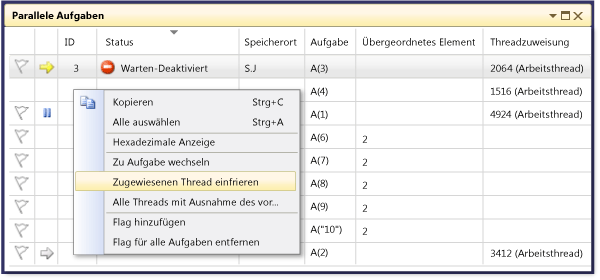 Parallele Aufgaben
ID Status Speicherort Aufgabe Übergeordnetes Element Threadzuweisung
3 Warten-Deaktiviert S.J A(3) 2064 (Arbeitsthread)
A(4) 1516 (Arbeitsthread)
Kopieren Strg+C
A(1) 4924 (Arbeitsthread)
Alle auswählen Strg+A
Hexadezimale Anzeige A(6) 2
Zu Aufgabe wechseln A(7) 2
Zugewiesenen Thread einfrieren A(8) 2
Alle Threads mit Ausnahme des vor... A(9) 2
Flag hinzufügen A("10") 2
Flag für alle Aufgaben entfernen
A(2) 3412 (Arbeitsthread)